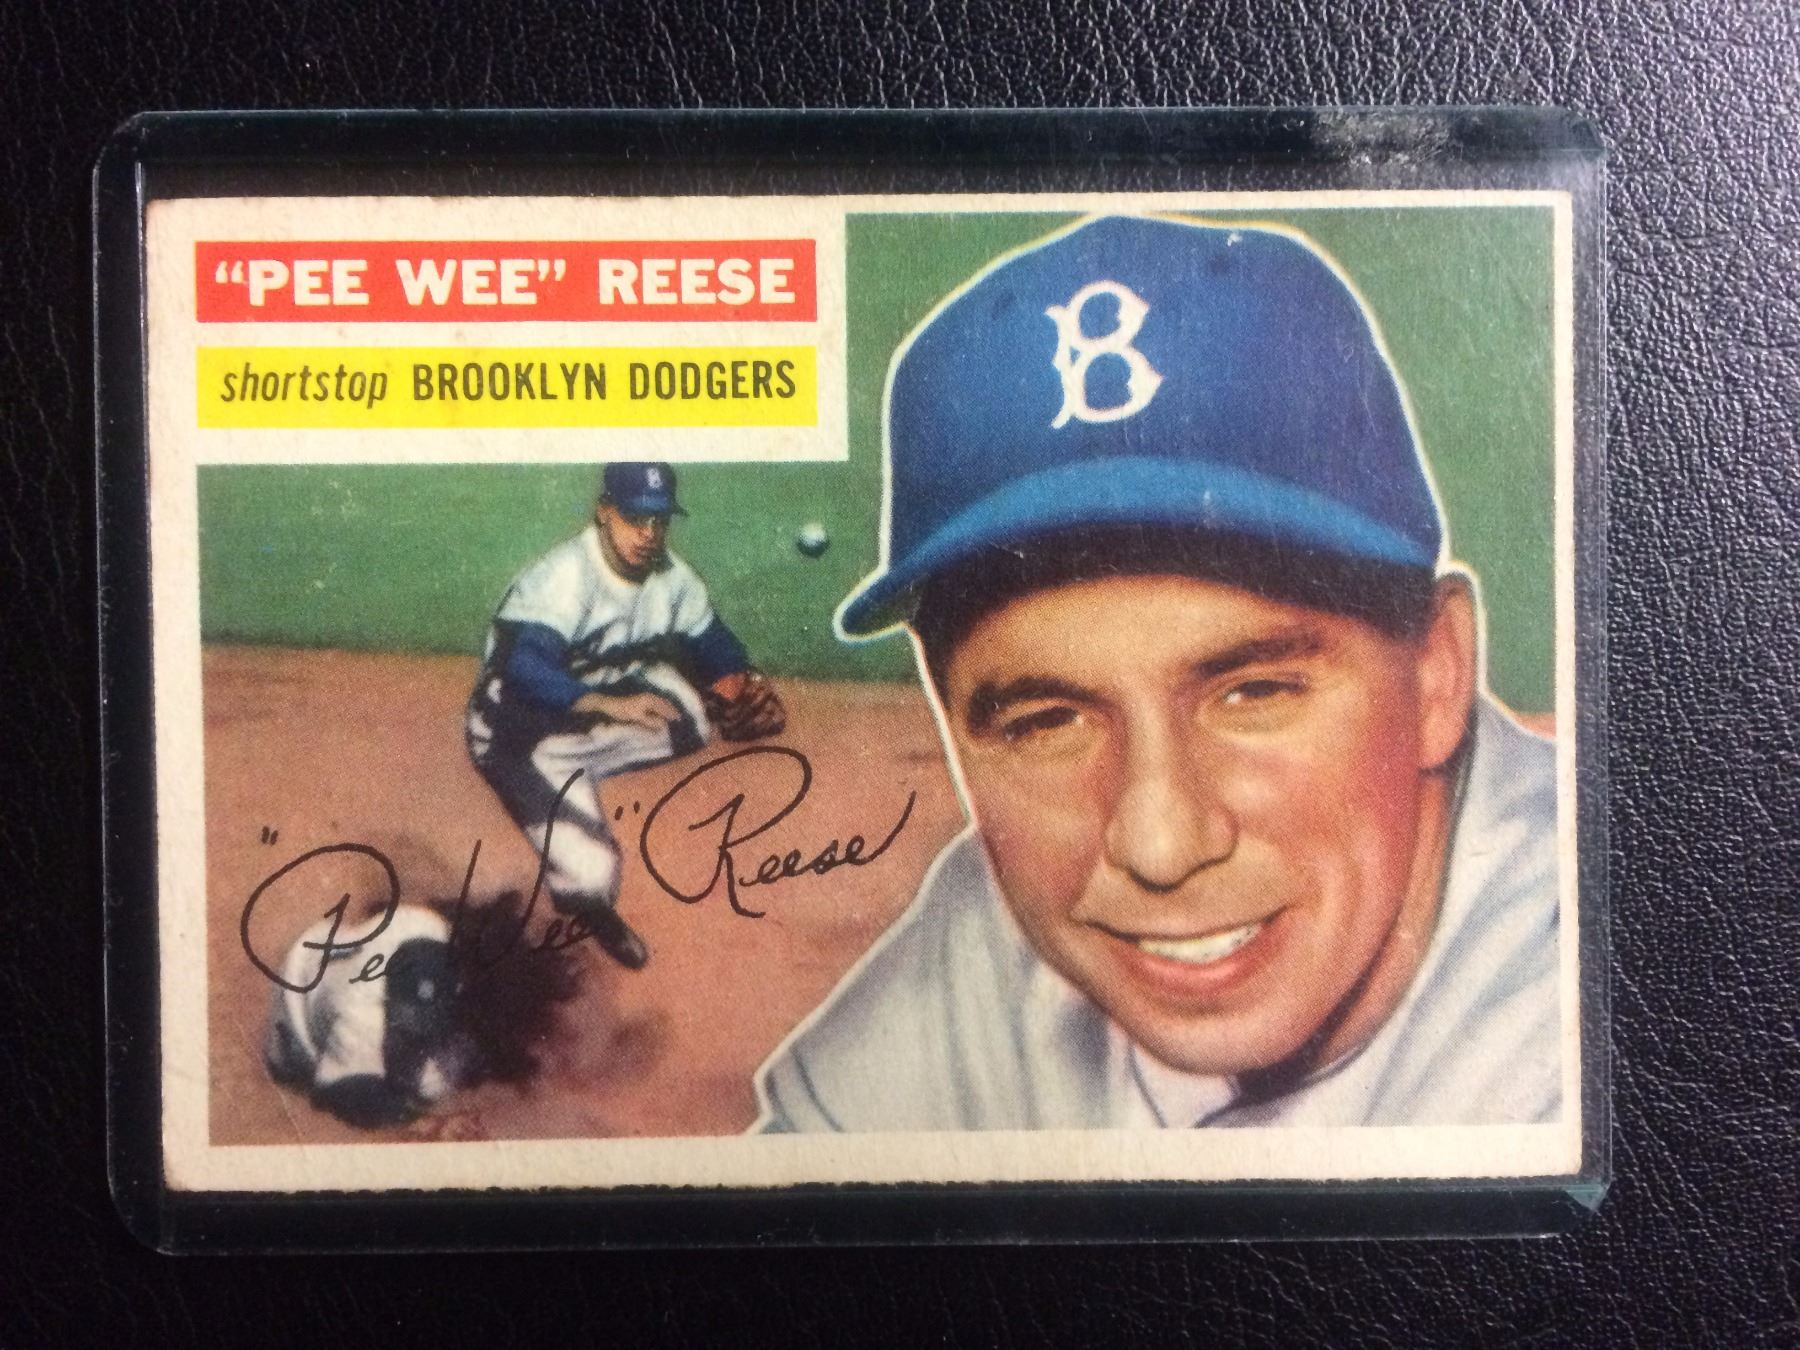 "PEE WEE" REESE
shortstop BROOKLYN DODGERS
B
B
"Pee Wee" Reese